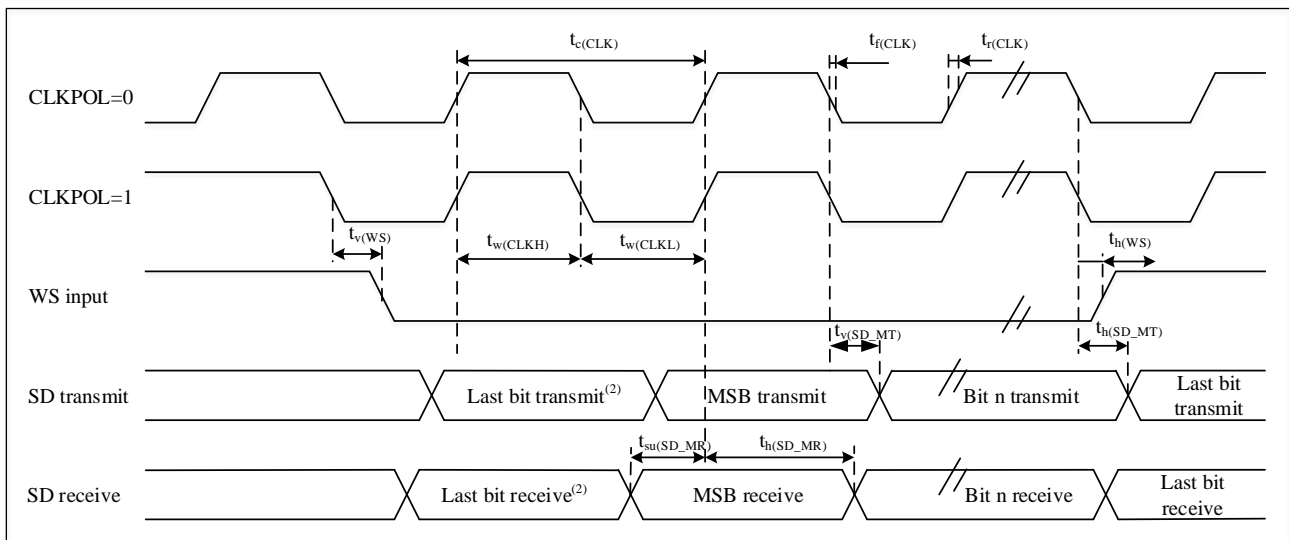 t_c(CLK)
t_f(CLK)
t_r(CLK)
CLKPOL=0
CLKPOL=1
t_v(WS)
t_w(CLKH)
t_w(CLKL)
t_h(WS)
WS input
t_v(SD_MT)
t_h(SD_MT)
SD transmit
Last bit transmit(2)
MSB transmit
Bit n transmit
Last bit
transmit
t_su(SD_MR)
t_h(SD_MR)
SD receive
Last bit receive(2)
MSB receive
Bit n receive
Last bit
receive